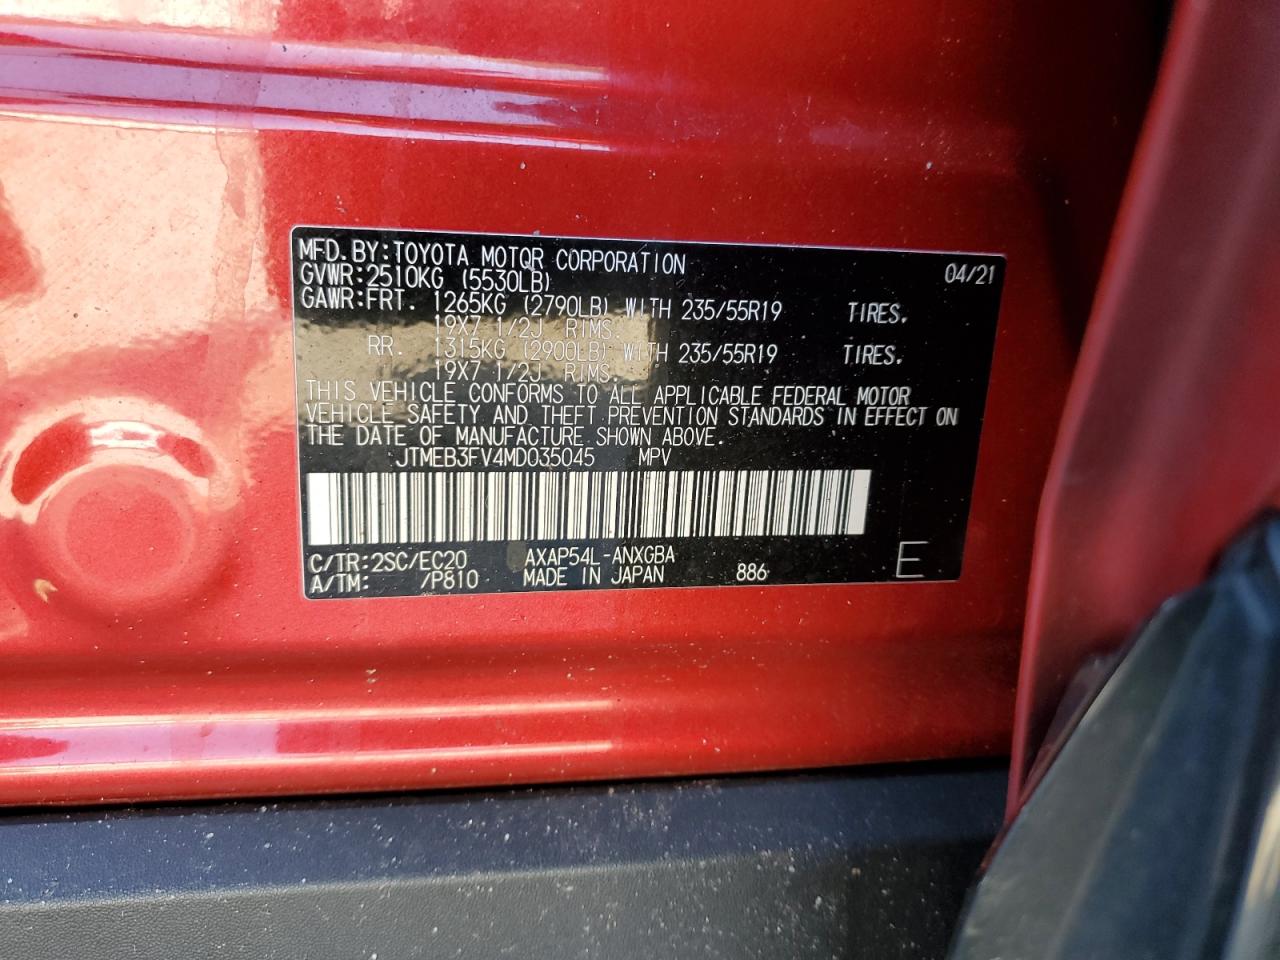 MFD.BY:TOYOTA MOTOR CORPORATION 04/21
GVWR:2510KG (5530LB)
GAWR:FRT. 1265KG (2790LB) WITH 235/55R19 TIRES.
19X7 1/2J RIMS.
RR. 1315KG (2900LB) WITH 235/55R19 TIRES.
19X7 1/2J RIMS.
THIS VEHICLE CONFORMS TO ALL APPLICABLE FEDERAL MOTOR
VEHICLE SAFETY AND THEFT PREVENTION STANDARDS IN EFFECT ON
THE DATE OF MANUFACTURE SHOWN ABOVE.
JTMEB3FV4MD035045 MPV
C/TR:2SC/EC20 AXAP54L-ANXGBA
A/TM: /P810 MADE IN JAPAN 886 E